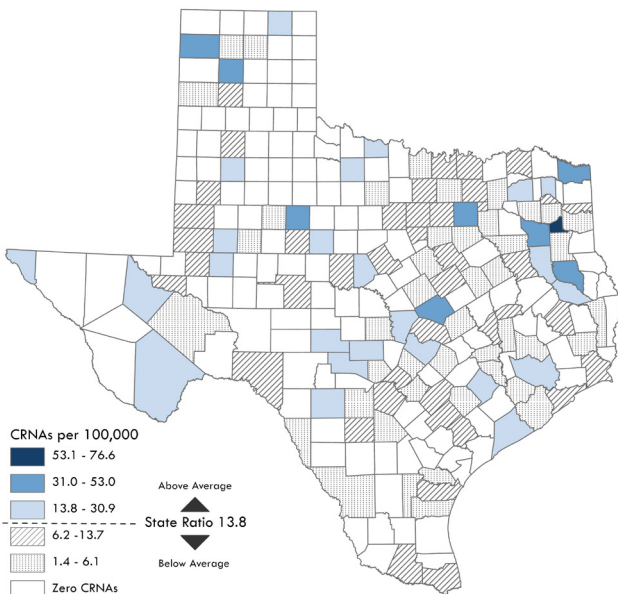 CRNAs per 100,000
53.1 - 76.6
31.0 - 53.0
13.8 - 30.9
6.2 -13.7
1.4 - 6.1
Zero CRNAs
Above Average
State Ratio 13.8
Below Average